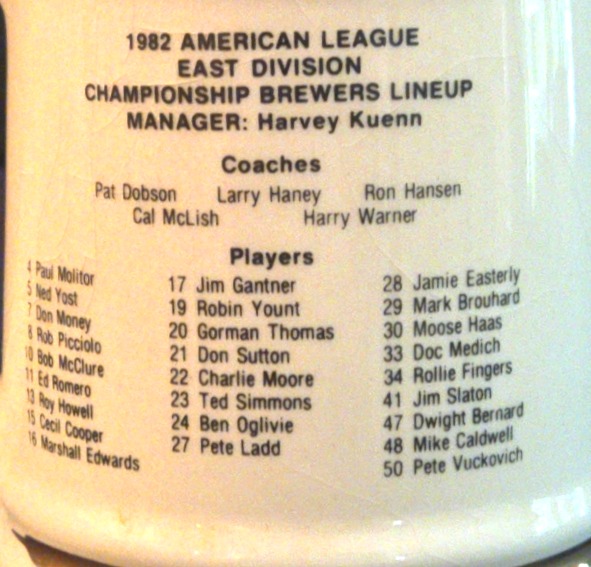 1982 AMERICAN LEAGUE
EAST DIVISION
CHAMPIONSHIP BREWERS LINEUP
MANAGER: Harvey Kuenn
Coaches
Pat Dobson Larry Haney Ron Hansen
Cal McLish Harry Warner
Players
4 Paul Molitor
5 Ned Yost
7 Don Money
8 Rob Picciolo
10 Bob McClure
11 Ed Romero
13 Roy Howell
15 Cecil Cooper
16 Marshall Edwards
17 Jim Gantner
19 Robin Yount
20 Gorman Thomas
21 Don Sutton
22 Charlie Moore
23 Ted Simmons
24 Ben Oglivie
27 Pete Ladd
28 Jamie Easterly
29 Mark Brouhard
30 Moose Haas
33 Doc Medich
34 Rollie Fingers
41 Jim Slaton
47 Dwight Bernard
48 Mike Caldwell
50 Pete Vuckovich